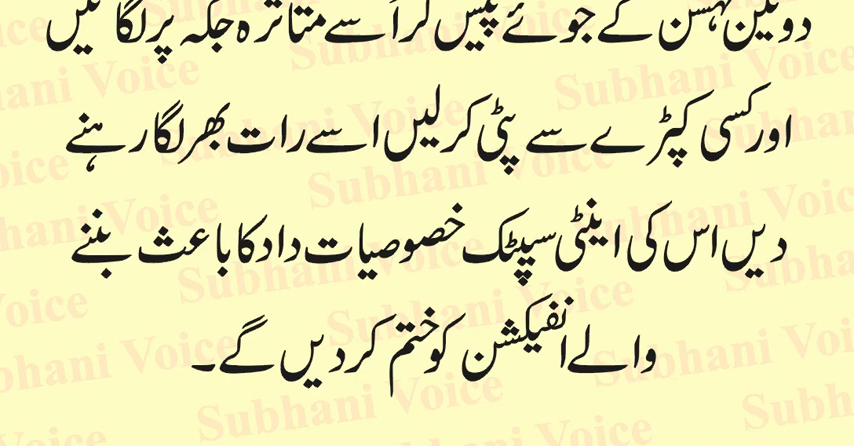 دو تین لہسن کے جوئے پیس کر اسے متاثرہ جگہ پر لگائیں
اور کسی کپڑے سے پٹی کر لیں اسے رات بھر لگا رہنے
دیں اس کی اینٹی سیپٹک خصوصیات داد کا باعث بننے
والے انفیکشن کو ختم کر دیں گے۔
Subhani Voice